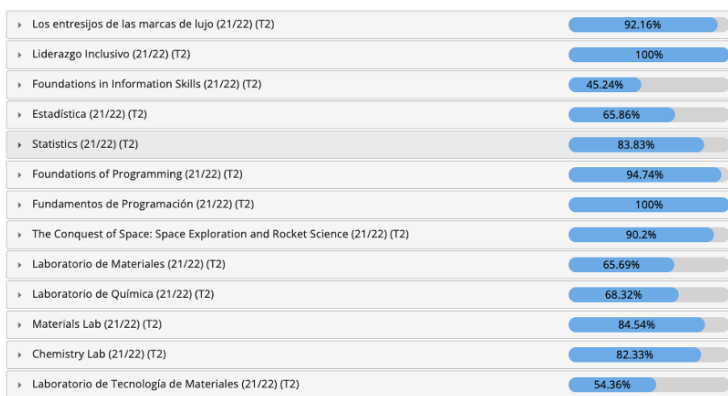 Los entresijos de las marcas de lujo (21/22) (T2) 92.16%
Liderazgo Inclusivo (21/22) (T2) 100%
Foundations in Information Skills (21/22) (T2) 45.24%
Estadística (21/22) (T2) 65.86%
Statistics (21/22) (T2) 83.83%
Foundations of Programming (21/22) (T2) 94.74%
Fundamentos de Programación (21/22) (T2) 100%
The Conquest of Space: Space Exploration and Rocket Science (21/22) (T2) 90.2%
Laboratorio de Materiales (21/22) (T2) 65.69%
Laboratorio de Química (21/22) (T2) 68.32%
Materials Lab (21/22) (T2) 84.54%
Chemistry Lab (21/22) (T2) 82.33%
Laboratorio de Tecnología de Materiales (21/22) (T2) 54.36%